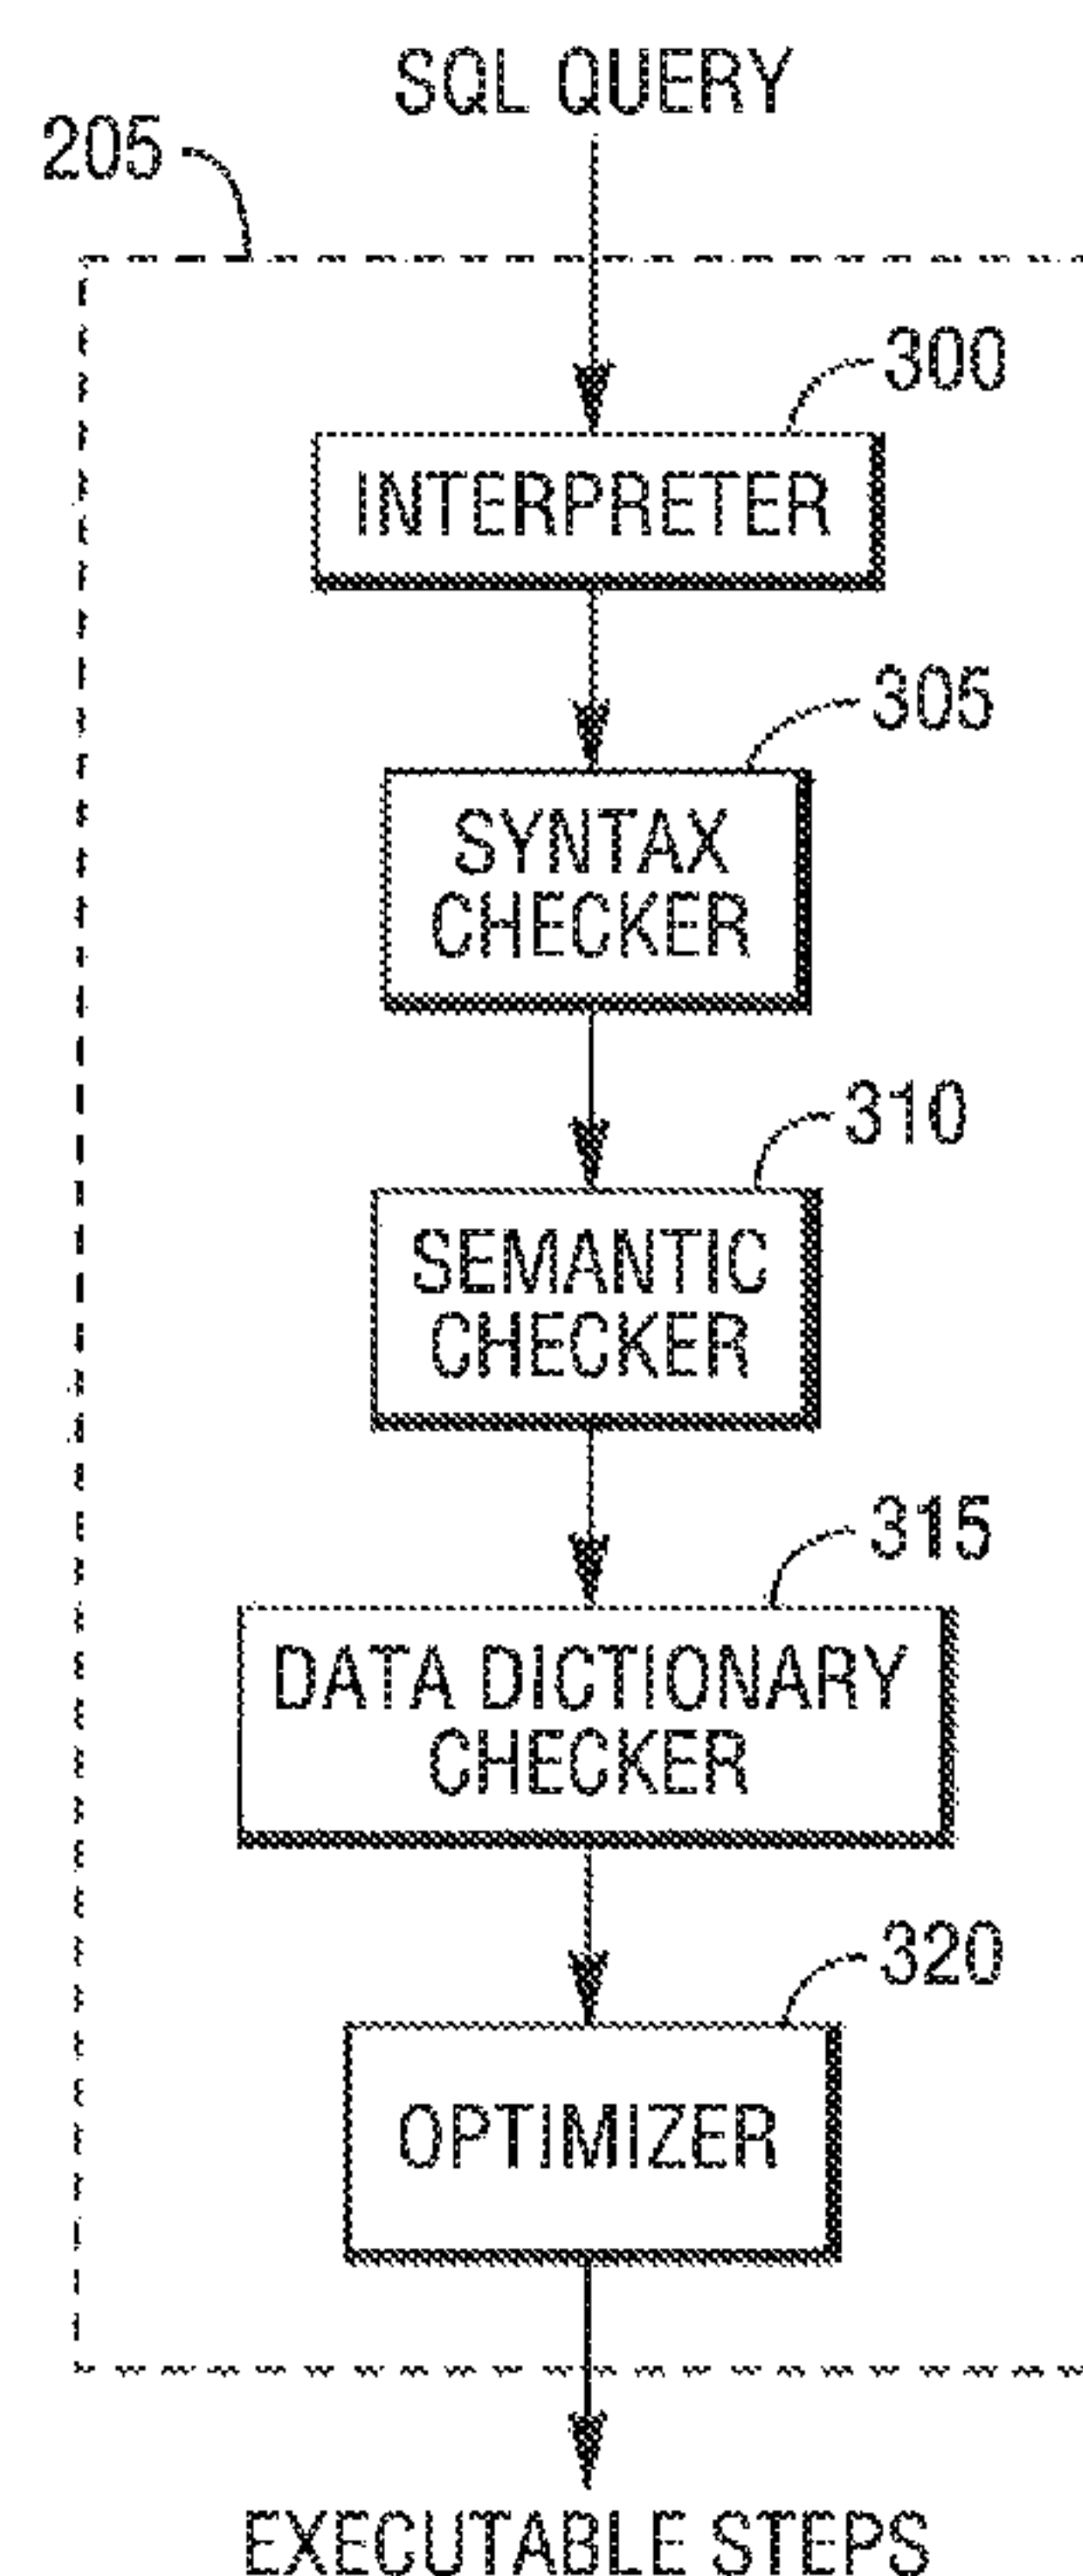 SQL QUERY
205
300
INTERPRETER
305
SYNTAX
CHECKER
310
SEMANTIC
CHECKER
315
DATA DICTIONARY
CHECKER
320
OPTIMIZER
EXECUTABLE STEPS